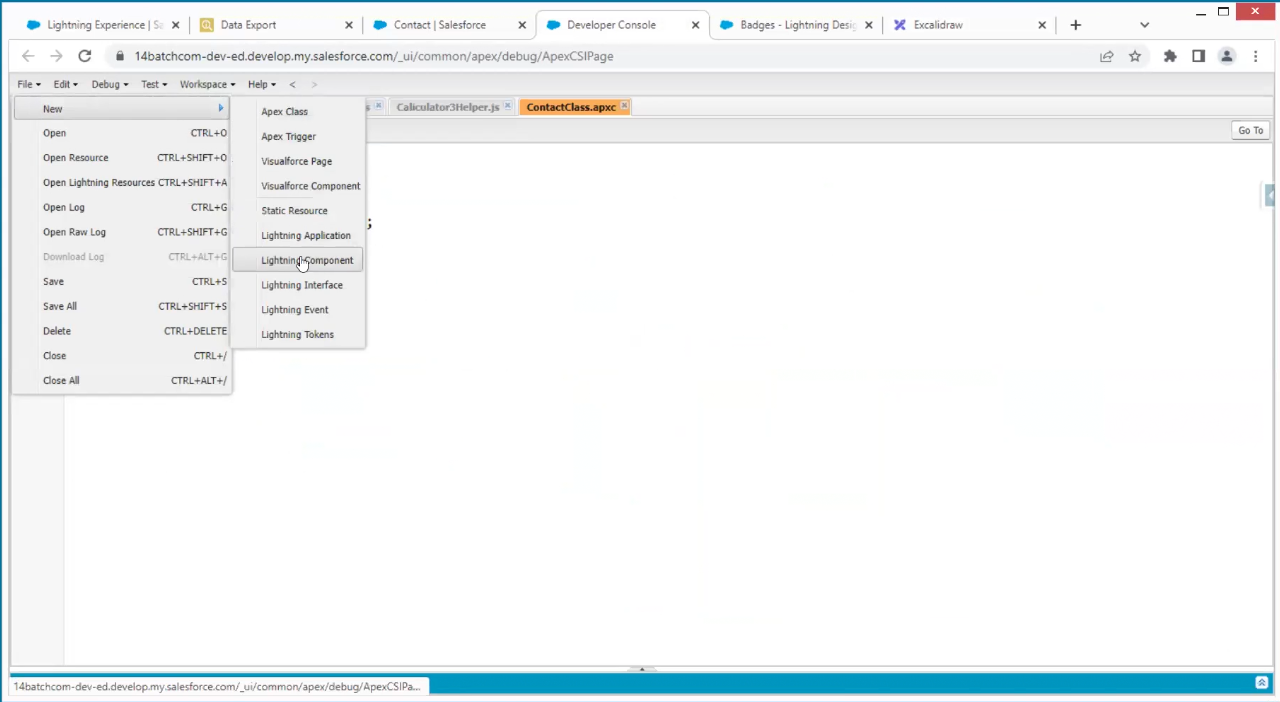 Lightning Experience | Sa
Data Export
Contact | Salesforce
Developer Console
Badges - Lightning Desig
Excalidraw
14batchcom-dev-ed.develop.my.salesforce.com/_ui/common/apex/debug/ApexCSIPage
File Edit Debug Test Workspace Help < >
New
Open CTRL+O
Open Resource CTRL+SHIFT+O
Open Lightning Resources CTRL+SHIFT+A
Open Log CTRL+G
Open Raw Log CTRL+SHIFT+G
Download Log CTRL+ALT+G
Save CTRL+S
Save All CTRL+SHIFT+S
Delete CTRL+DELETE
Close CTRL+/
Close All CTRL+ALT+/
Apex Class
Apex Trigger
Visualforce Page
Visualforce Component
Static Resource
Lightning Application
Lightning Component
Lightning Interface
Lightning Event
Lightning Tokens
s
Caliculator3Helper.js
ContactClass.apxc
Go To
;
14batchcom-dev-ed.develop.my.salesforce.com/_ui/common/apex/debug/ApexCSIPa...